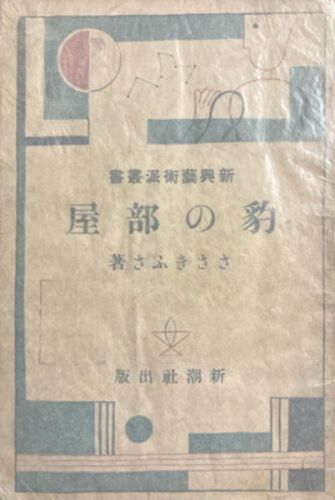 新興藝術派叢書
豹の部屋
ささきふさ著
新潮社出版